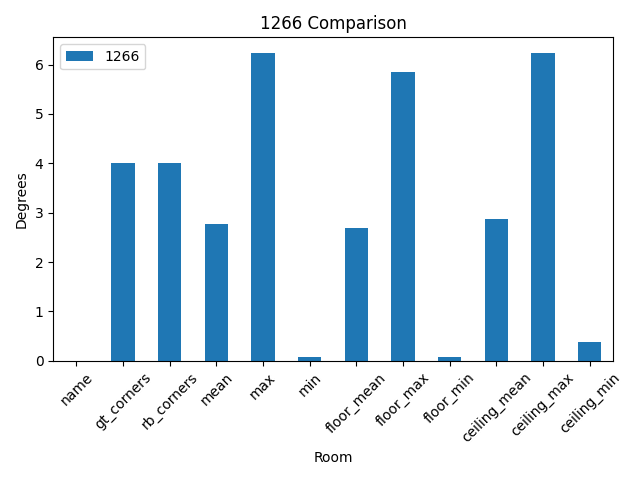 1266 Comparison
1266
Degrees
6
5
4
3
2
1
0
name
gt_corners
rb_corners
mean
max
min
floor_mean
floor_max
floor_min
ceiling_mean
ceiling_max
ceiling_min
Room